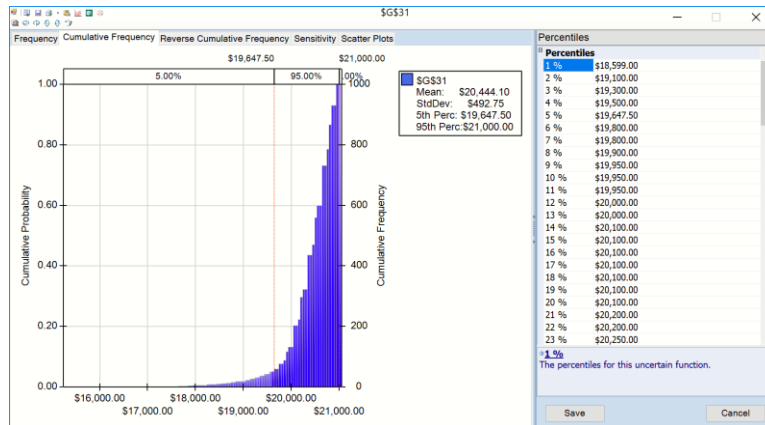 $G$31
Frequency Cumulative Frequency Reverse Cumulative Frequency Sensitivity Scatter Plots
$19,647.50 $21,000.00
5.00% 95.00% .00%
1.00
0.80
0.60
0.40
0.20
0.00
Cumulative Probability
800
600
400
200
0
Cumulative Frequency
$16,000.00 $18,000.00 $20,000.00
$17,000.00 $19,000.00 $21,000.00
$G$31
Mean: $20,444.10
StdDev: $492.75
5th Perc: $19,647.50
95th Perc:$21,000.00
Percentiles
Percentiles
1 % $18,599.00
2 % $19,100.00
3 % $19,300.00
4 % $19,500.00
5 % $19,647.50
6 % $19,800.00
7 % $19,800.00
8 % $19,900.00
9 % $19,950.00
10 % $19,950.00
11 % $19,950.00
12 % $20,000.00
13 % $20,000.00
14 % $20,100.00
15 % $20,100.00
16 % $20,100.00
17 % $20,100.00
18 % $20,100.00
19 % $20,100.00
20 % $20,100.00
21 % $20,200.00
22 % $20,200.00
23 % $20,250.00
1 %
The percentiles for this uncertain function.
Save Cancel